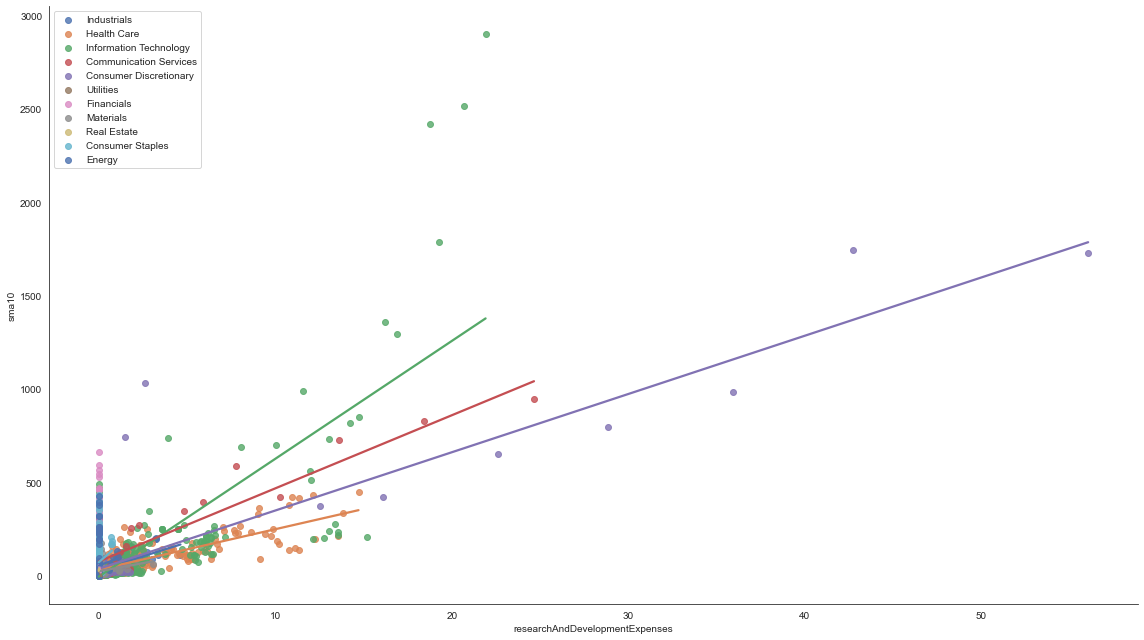 3000
2500
2000
1500
1000
500
0
sma10
Industrials
Health Care
Information Technology
Communication Services
Consumer Discretionary
Utilities
Financials
Materials
Real Estate
Consumer Staples
Energy
0 10 20 30 40 50
researchAndDevelopmentExpenses